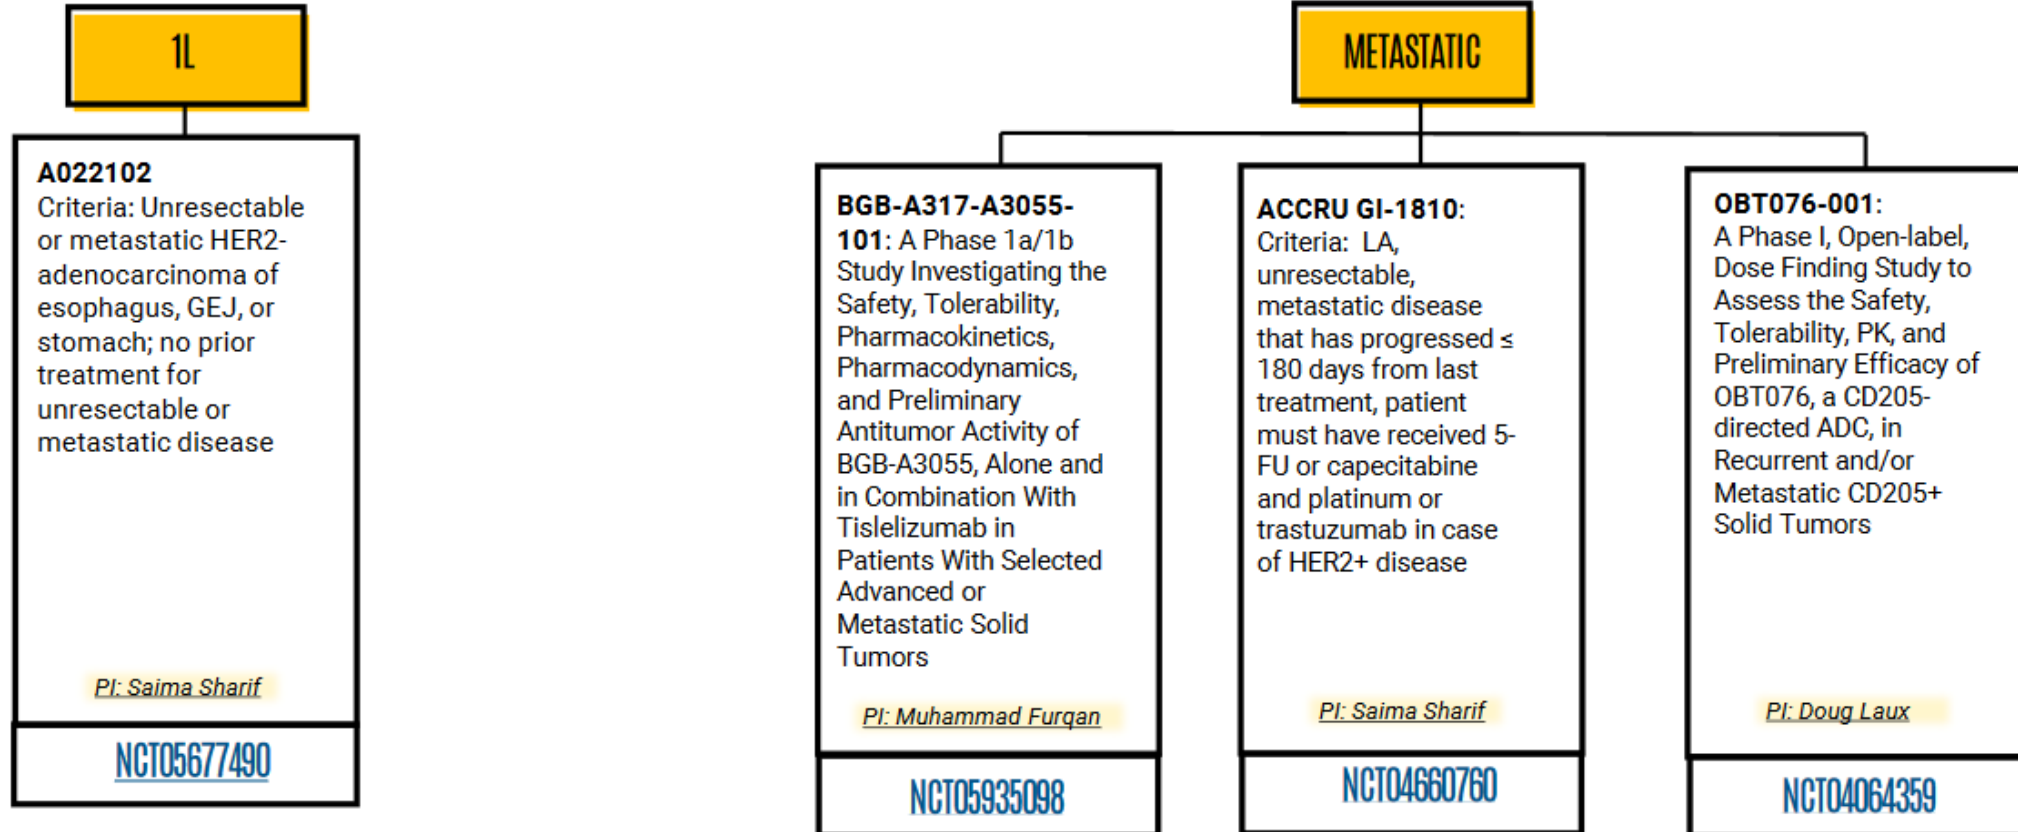 1L
A022102
Criteria: Unresectable
or metastatic HER2-
adenocarcinoma of
esophagus, GEJ, or
stomach; no prior
treatment for
unresectable or
metastatic disease
PI: Saima Sharif
NCT05677490
METASTATIC
BGB-A317-A3055-
101: A Phase 1a/1b
Study Investigating the
Safety, Tolerability,
Pharmacokinetics,
Pharmacodynamics,
and Preliminary
Antitumor Activity of
BGB-A3055, Alone and
in Combination With
Tislelizumab in
Patients With Selected
Advanced or
Metastatic Solid
Tumors
PI: Muhammad Furqan
NCT05935098
ACCRU GI-1810:
Criteria: LA,
unresectable,
metastatic disease
that has progressed ≤
180 days from last
treatment, patient
must have received 5-
FU or capecitabine
and platinum or
trastuzumab in case
of HER2+ disease
PI: Saima Sharif
NCT04660760
OBT076-001:
A Phase I, Open-label,
Dose Finding Study to
Assess the Safety,
Tolerability, PK, and
Preliminary Efficacy of
OBT076, a CD205-
directed ADC, in
Recurrent and/or
Metastatic CD205+
Solid Tumors
PI: Doug Laux
NCT04064359